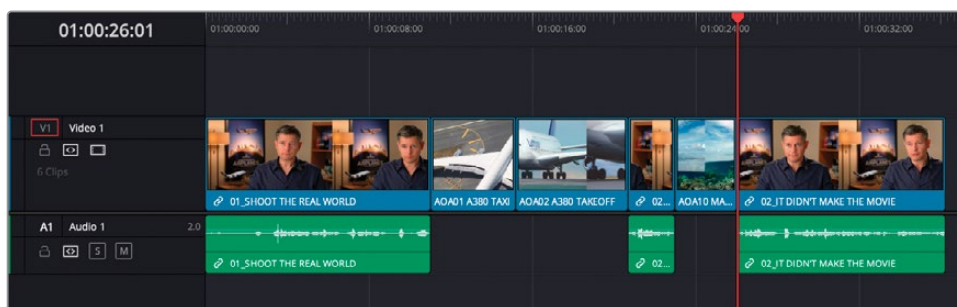 01:00:26:01
01:00:00:00 01:00:08:00 01:00:16:00 01:00:24:00 01:00:32:00
V1 Video 1
6 Clips
01_SHOOT THE REAL WORLD AOA01 A380 TAXI AOA02 A380 TAKEOFF 02... AOA10 MA... 02_IT DIDN'T MAKE THE MOVIE
A1 Audio 1 2.0
S M
01_SHOOT THE REAL WORLD 02... 02_IT DIDN'T MAKE THE MOVIE